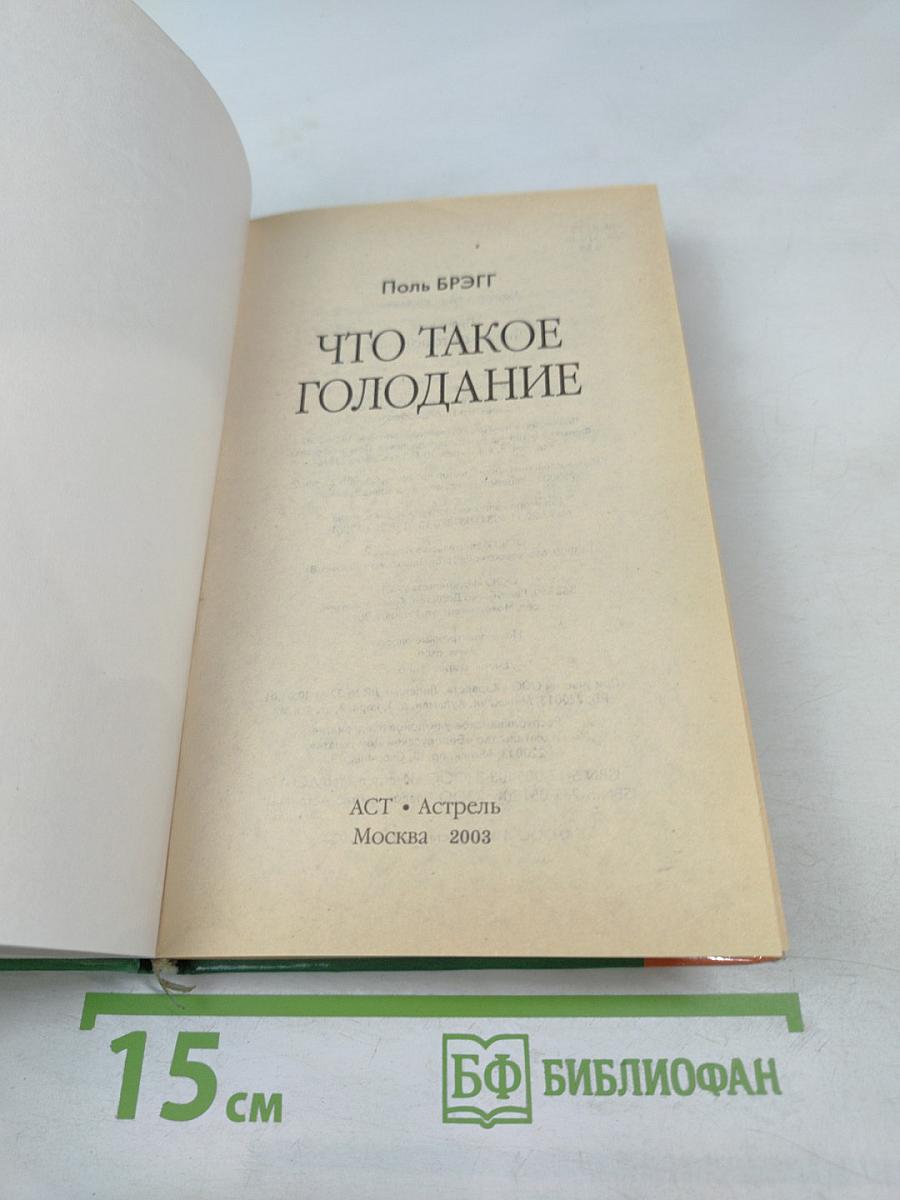 Поль БРЭГГ
ЧТО ТАКОЕ
ГОЛОДАНИЕ
АСТ • Астрель
Москва 2003
15 см
БФ БИБЛИОФАН